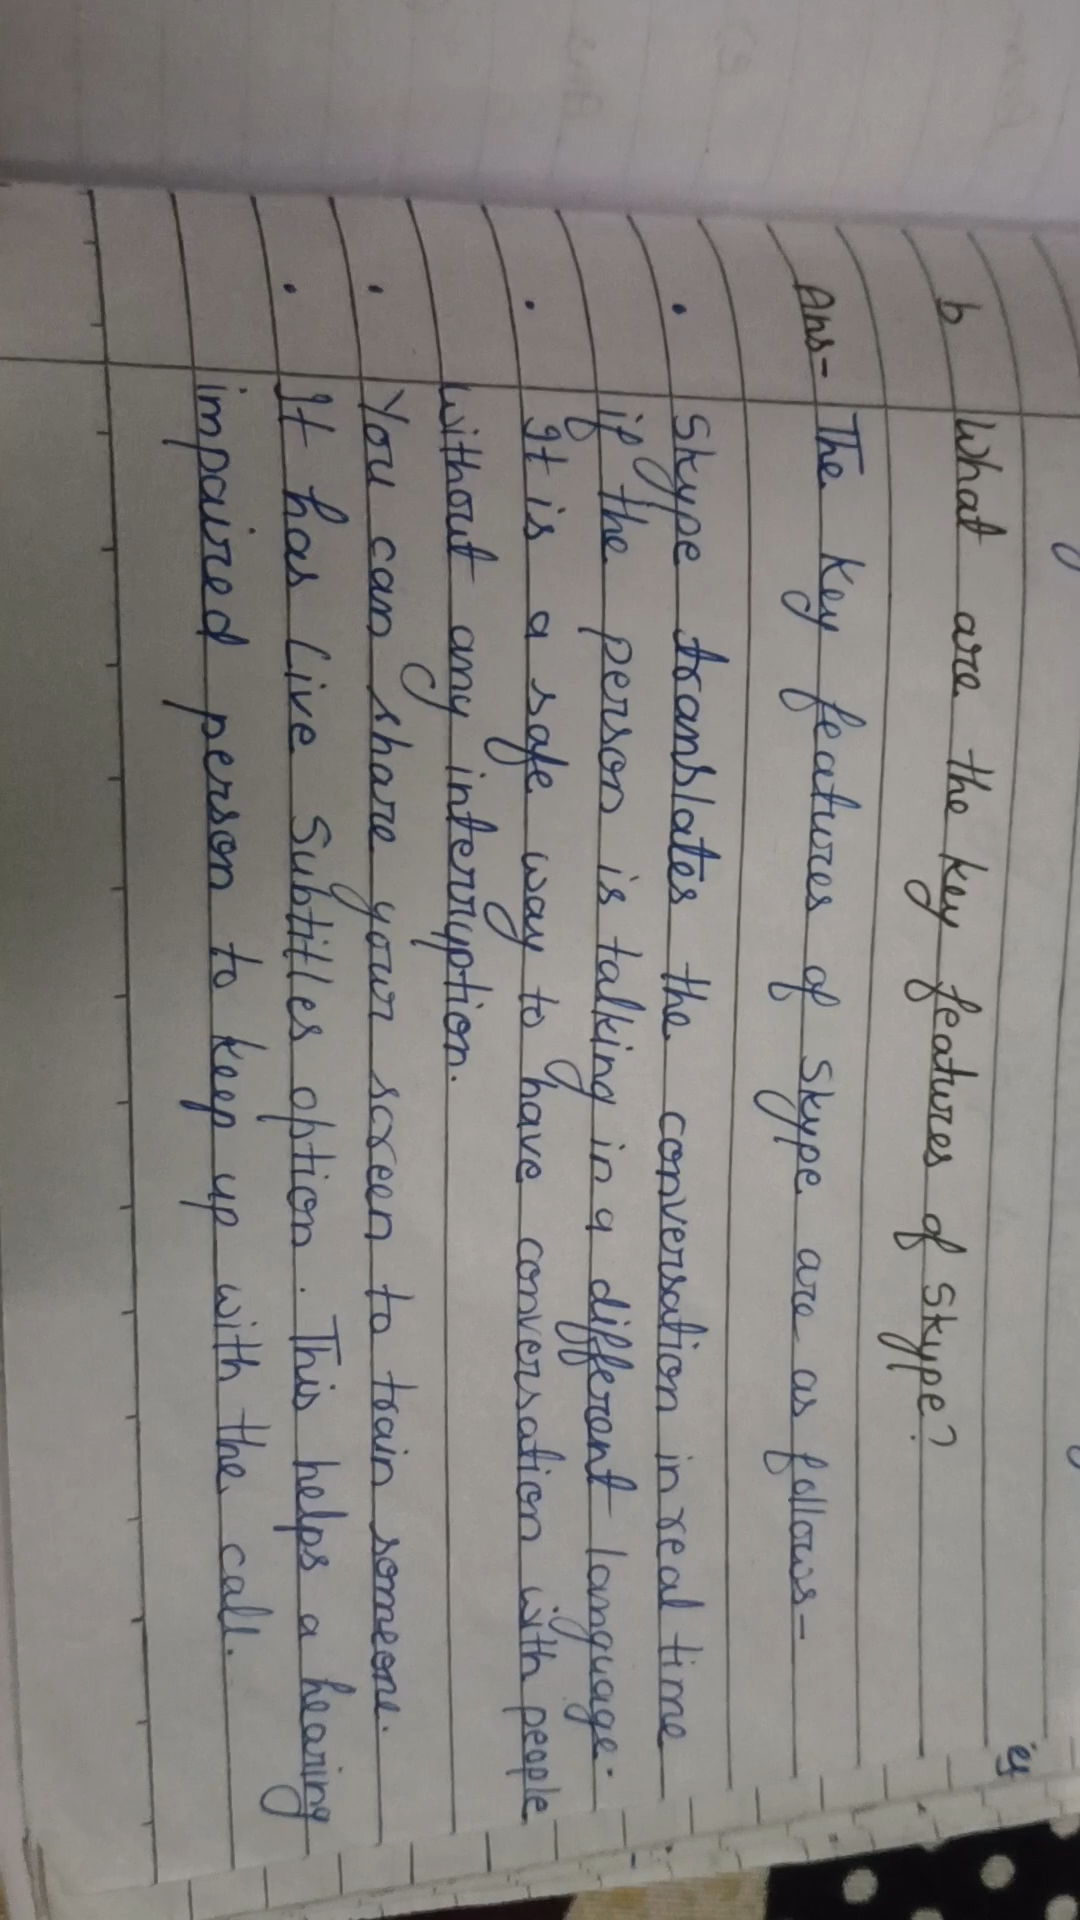 b What are the key features of Skype?
Ans- The key features of Skype are as follows-
• Skype translates the conversation in real time
if the person is talking in a different language.
• It is a safe way to have conversation with people
without any interryption.
• You can share your screen to train someone.
• It has Live Subtitles option. This helps a hearing
impaired person to keep up with the call.